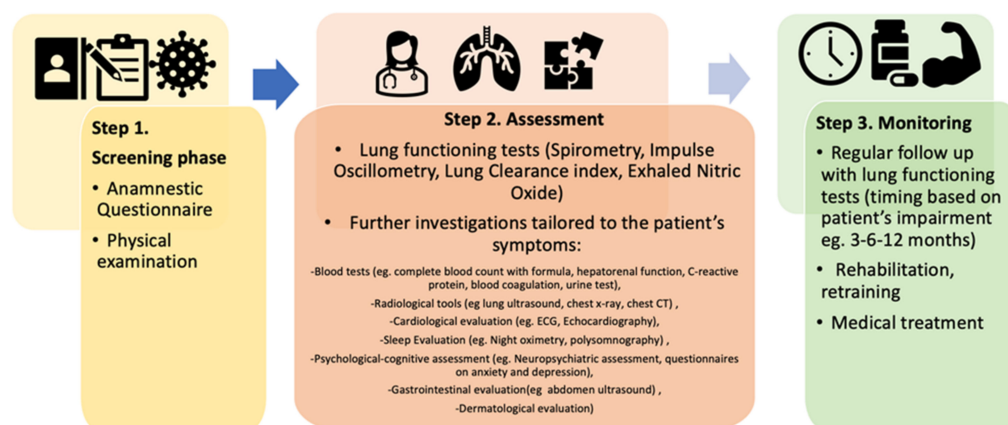 Step 1.
Screening phase
• Anamnestic
Questionnaire
• Physical
examination
Step 2. Assessment
• Lung functioning tests (Spirometry, Impulse
Oscillometry, Lung Clearance index, Exhaled Nitric
Oxide)
• Further investigations tailored to the patient’s
symptoms:
-Blood tests (eg. complete blood count with formula, hepatorenal function, C-reactive
protein, blood coagulation, urine test),
-Radiological tools (eg lung ultrasound, chest x-ray, chest CT) ,
-Cardiological evaluation (eg. ECG, Echocardiography),
-Sleep Evaluation (eg. Night oximetry, polysomnography) ,
-Psychological-cognitive assessment (eg. Neuropsychiatric assessment, questionnaires
on anxiety and depression),
-Gastrointestinal evaluation(eg abdomen ultrasound) ,
-Dermatological evaluation)
Step 3. Monitoring
• Regular follow up
with lung functioning
tests (timing based on
patient’s impairment
eg. 3-6-12 months)
• Rehabilitation,
retraining
• Medical treatment